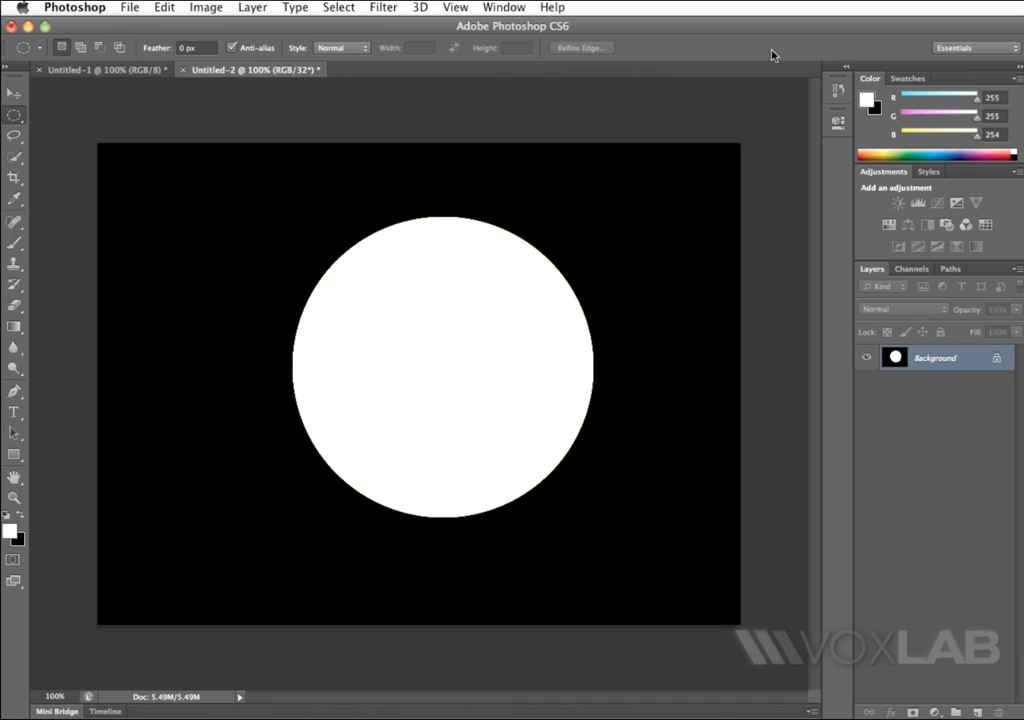 Photoshop File Edit Image Layer Type Select Filter 3D View Window Help
Adobe Photoshop CS6
Feather: 0 px Anti-alias Style: Normal Width: Height: Refine Edge... Essentials
Untitled-1 @ 100% (RGB/8) * Untitled-2 @ 100% (RGB/32*) *
Color Swatches
R 255
G 255
B 254
Adjustments Styles
Add an adjustment
Layers Channels Paths
Kind
Normal Opacity: 100%
Lock: Fill: 100%
Background
VOXLAB
100% Doc: 5.49M/5.49M
Mini Bridge Timeline